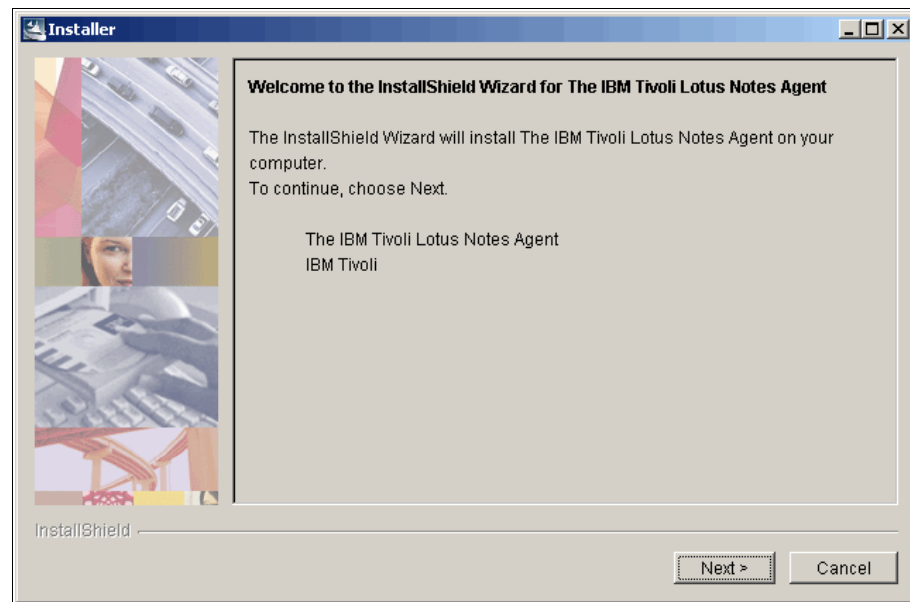 Installer
Welcome to the InstallShield Wizard for The IBM Tivoli Lotus Notes Agent
The InstallShield Wizard will install The IBM Tivoli Lotus Notes Agent on your
computer.
To continue, choose Next.
The IBM Tivoli Lotus Notes Agent
IBM Tivoli
InstallShield
Next >
Cancel